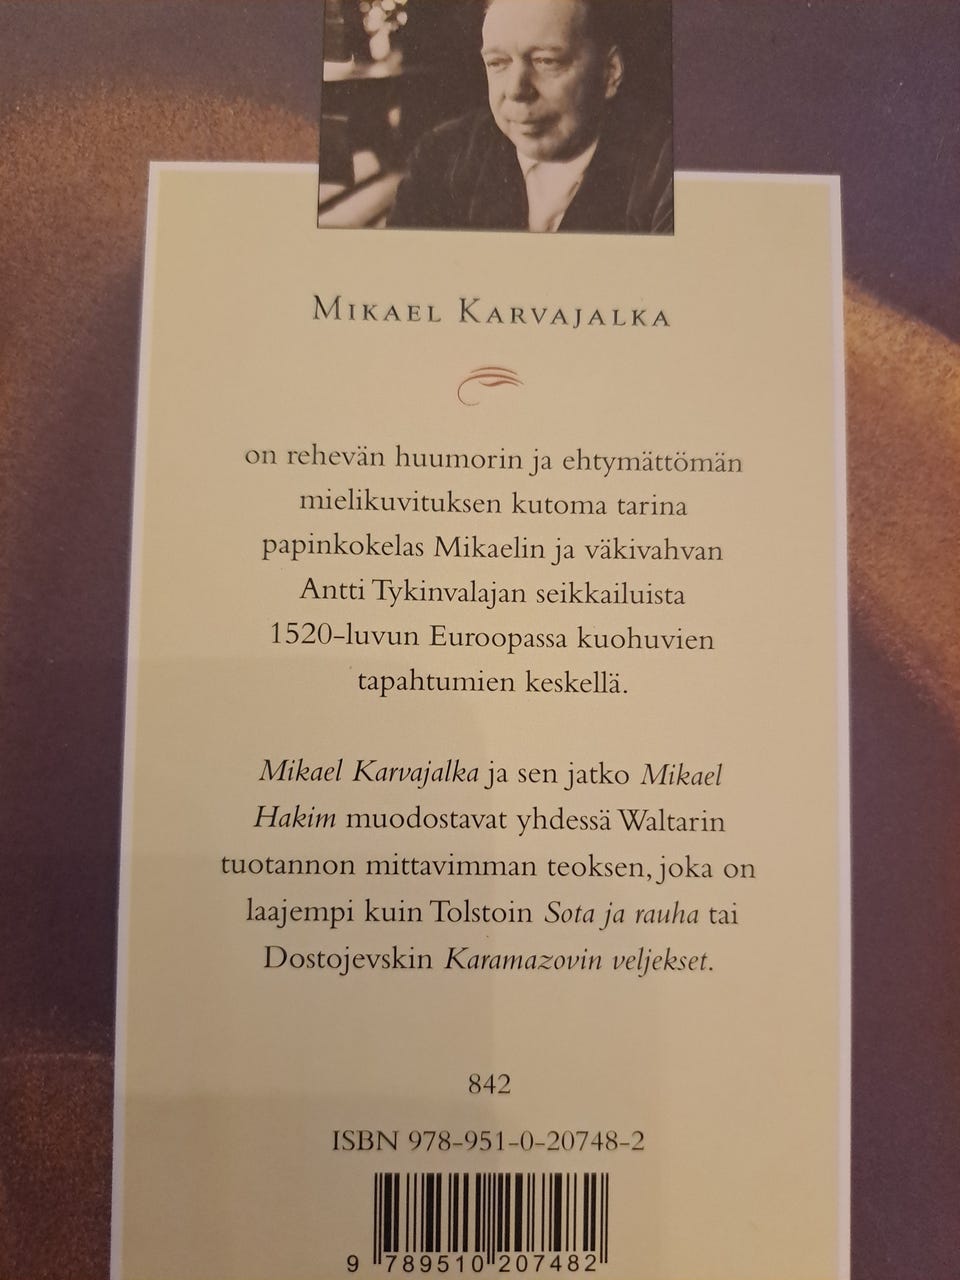 MIKAEL KARVAJALKA
on rehevän huumorin ja ehtymättömän
mielikuvituksen kutoma tarina
papinkokelas Mikaelin ja väkivahvan
Antti Tykinvalajan seikkailuista
1520-luvun Euroopassa kuohuvien
tapahtumien keskellä.
Mikael Karvajalka ja sen jatko Mikael
Hakim muodostavat yhdessä Waltarin
tuotannon mittavimman teoksen, joka on
laajempi kuin Tolstoin Sota ja rauha tai
Dostojevskin Karamazovin veljekset.
842
ISBN 978-951-0-20748-2
9 789510 207482